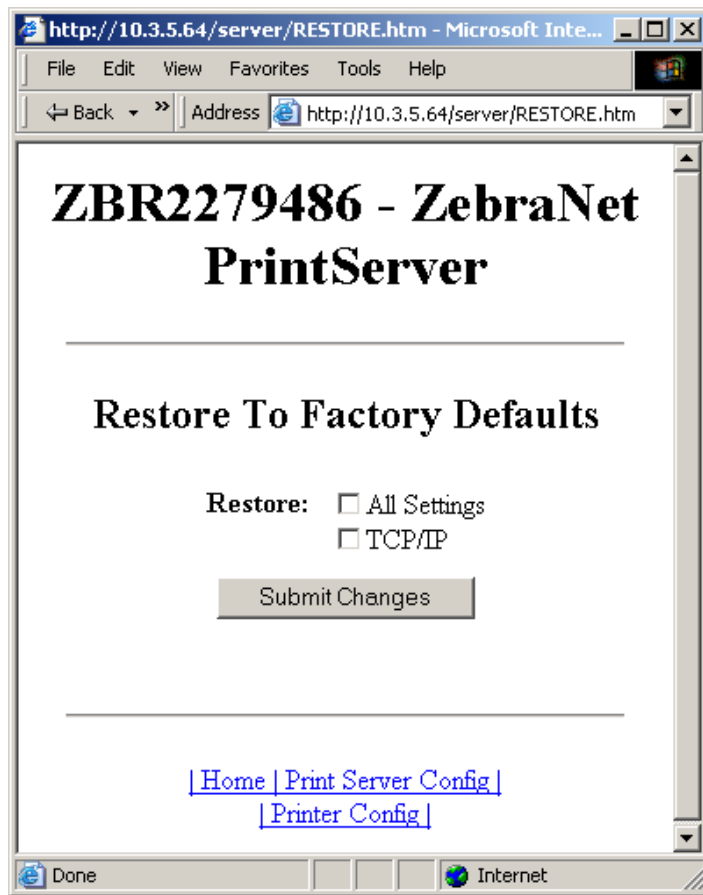 http://10.3.5.64/server/RESTORE.htm - Microsoft Inte...
File Edit View Favorites Tools Help
Back » Address http://10.3.5.64/server/RESTORE.htm
ZBR2279486 - ZebraNet
PrintServer
Restore To Factory Defaults
Restore: All Settings
TCP/IP
Submit Changes
| Home | Print Server Config |
| Printer Config |
Done Internet